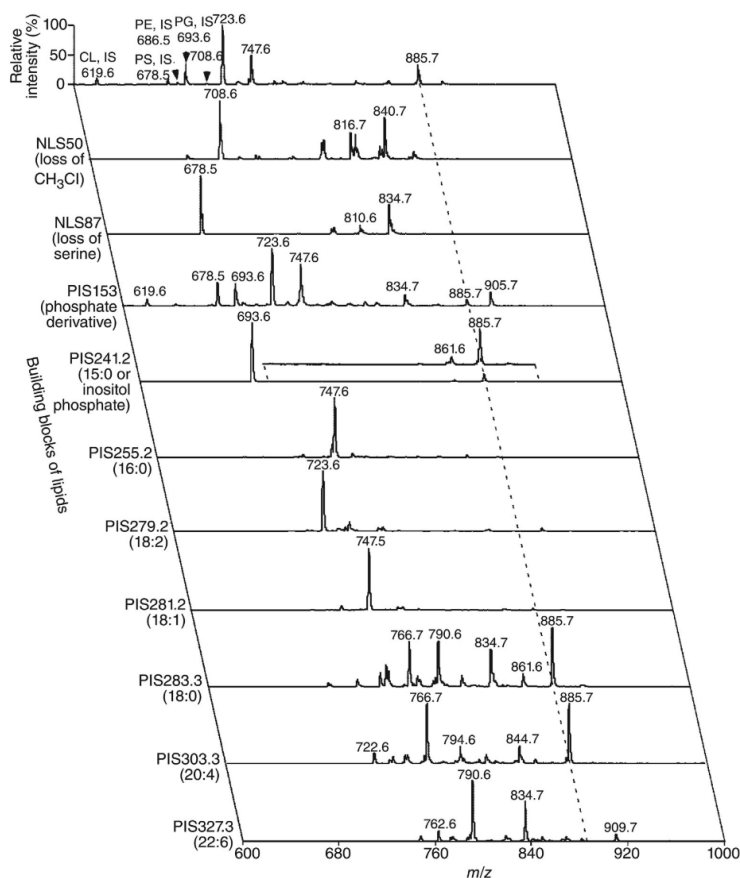 Relative
intensity (%)
100
50
0
CL, IS
619.6
PE, IS
686.5
PS, IS
678.5
PG, IS
693.6
708.6
723.6
747.6
885.7
NLS50
(loss of
CH3Cl)
708.6
816.7
840.7
NLS87
(loss of
serine)
678.5
810.6
834.7
PIS153
(phosphate
derivative)
619.6
678.5
693.6
723.6
747.6
834.7
885.7
905.7
PIS241.2
(15:0 or
inositol
phosphate)
693.6
861.6
885.7
Building blocks of lipids
PIS255.2
(16:0)
747.6
PIS279.2
(18:2)
723.6
PIS281.2
(18:1)
747.5
PIS283.3
(18:0)
766.7
790.6
834.7
861.6
885.7
PIS303.3
(20:4)
722.6
766.7
794.6
844.7
885.7
PIS327.3
(22:6)
762.6
790.6
834.7
909.7
600
680
760
840
920
1000
m/z